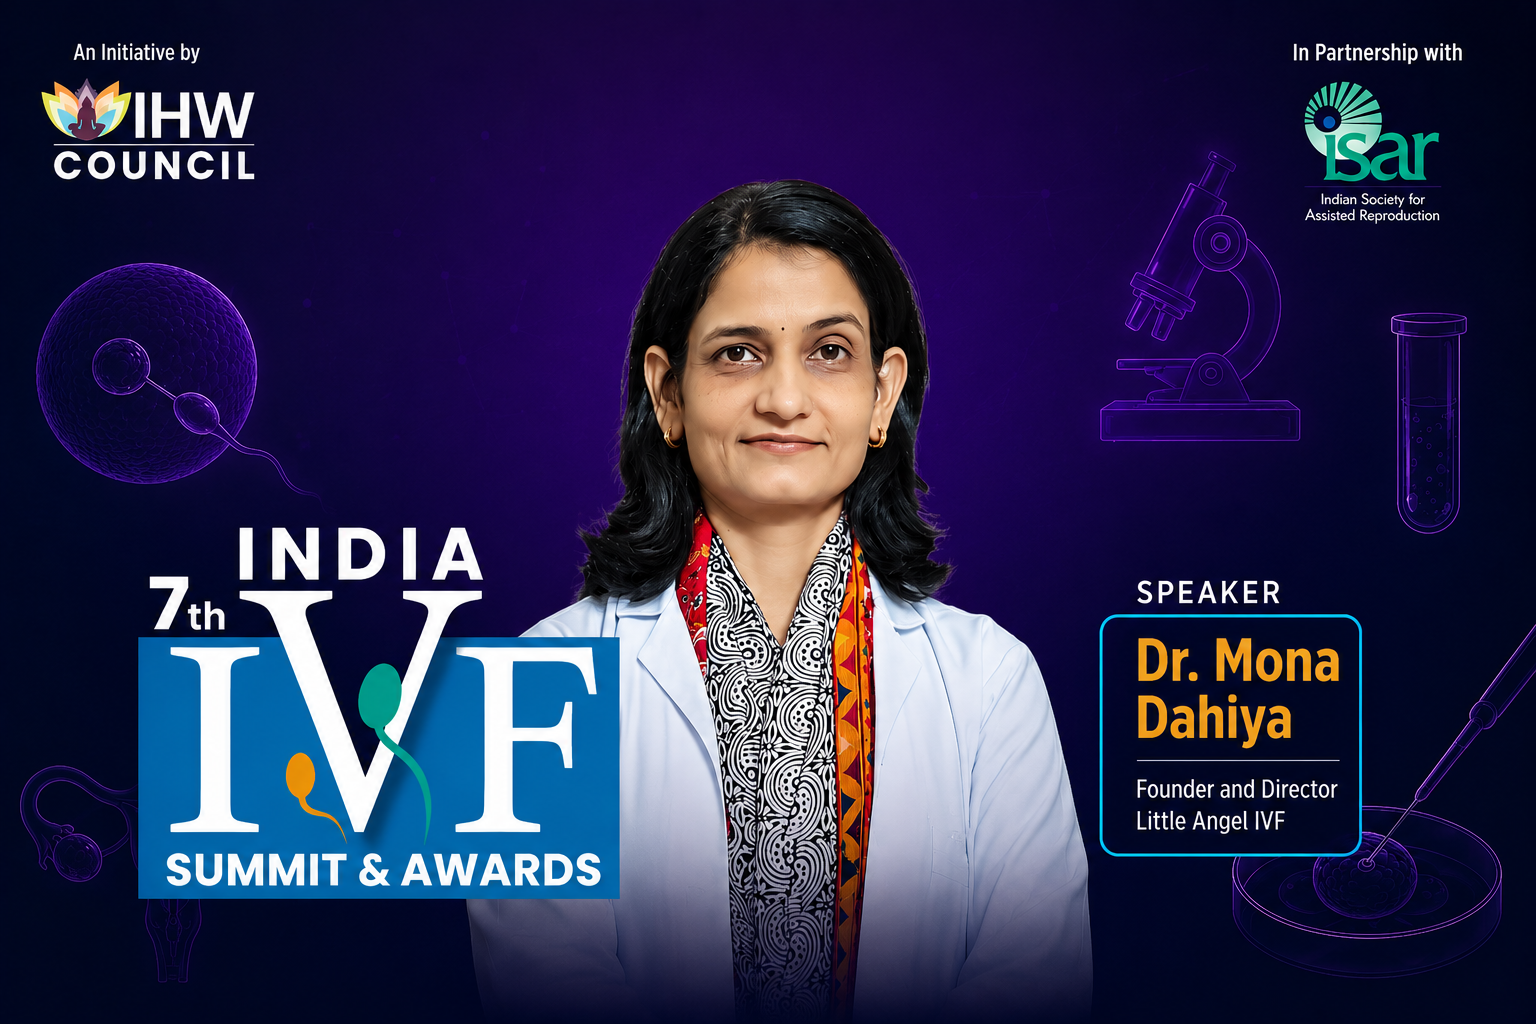 An Initiative by
IHW
COUNCIL
In Partnership with
isar
Indian Society for
Assisted Reproduction
7th
INDIA
IVF
SUMMIT & AWARDS
SPEAKER
Dr. Mona
Dahiya
Founder and Director
Little Angel IVF